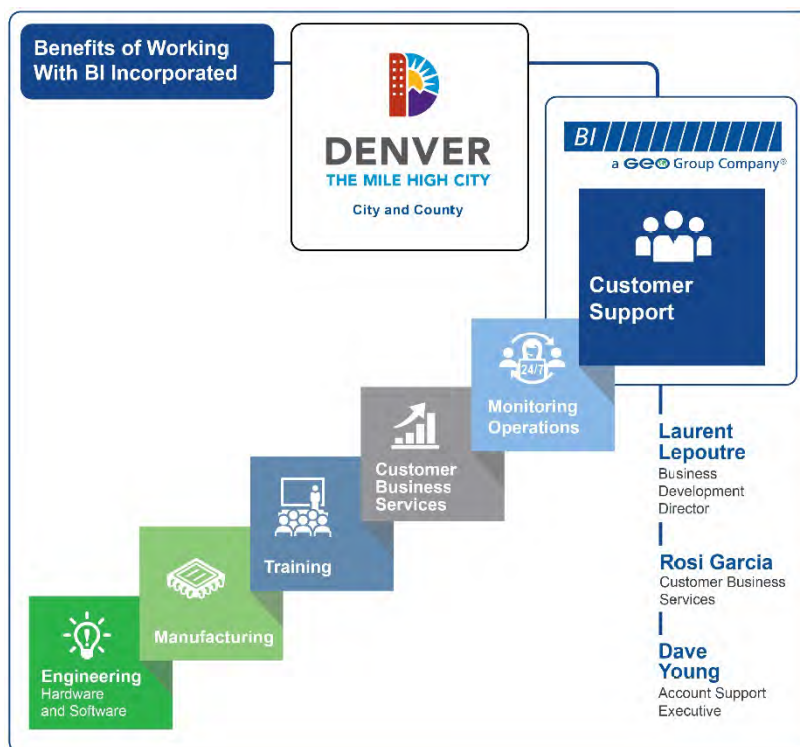 Benefits of Working
With BI Incorporated
DENVER
THE MILE HIGH CITY
City and County
BI
a GEO Group Company®
Customer
Support
24/7
Monitoring
Operations
Customer
Business
Services
Training
Manufacturing
Engineering
Hardware
and Software
Laurent
Lepoutre
Business
Development
Director
Rosi Garcia
Customer Business
Services
Dave
Young
Account Support
Executive